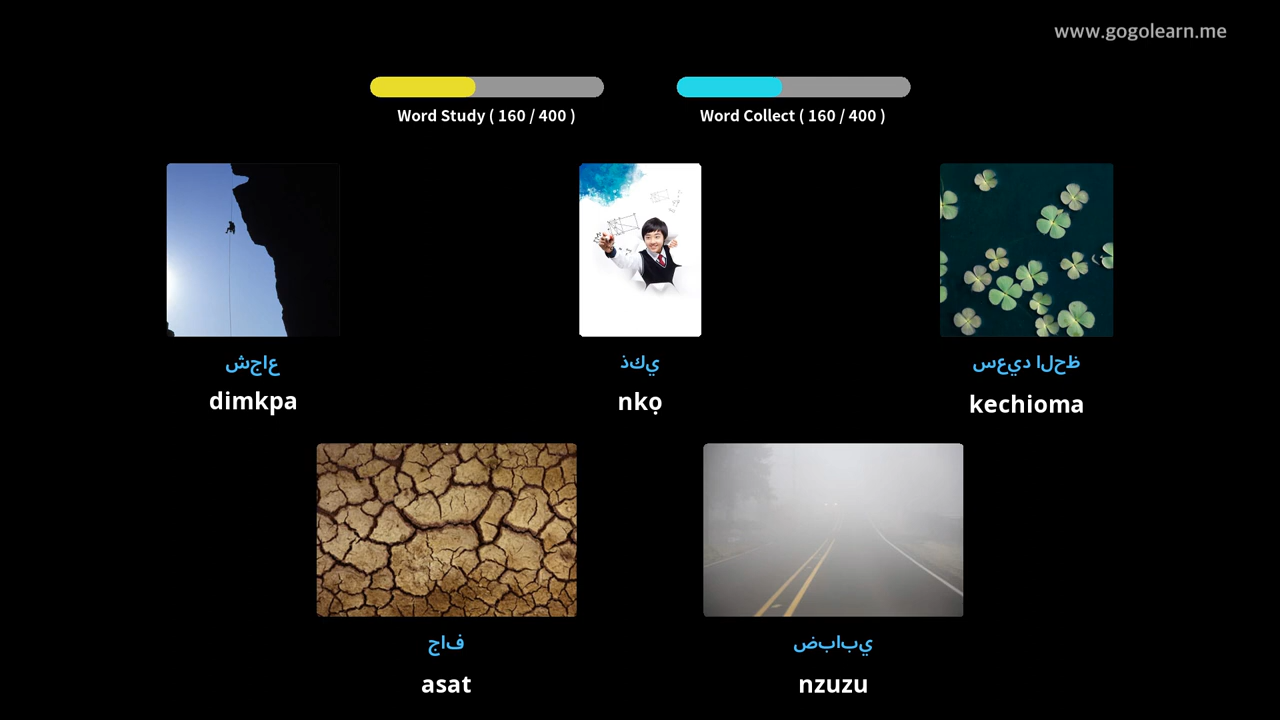 www.gogolearn.me
Word Study ( 160 / 400 )
Word Collect ( 160 / 400 )
شجاع
dimkpa
ذكي
nkọ
سعيد الحظ
kechioma
جاف
asat
ضبابي
nzuzu